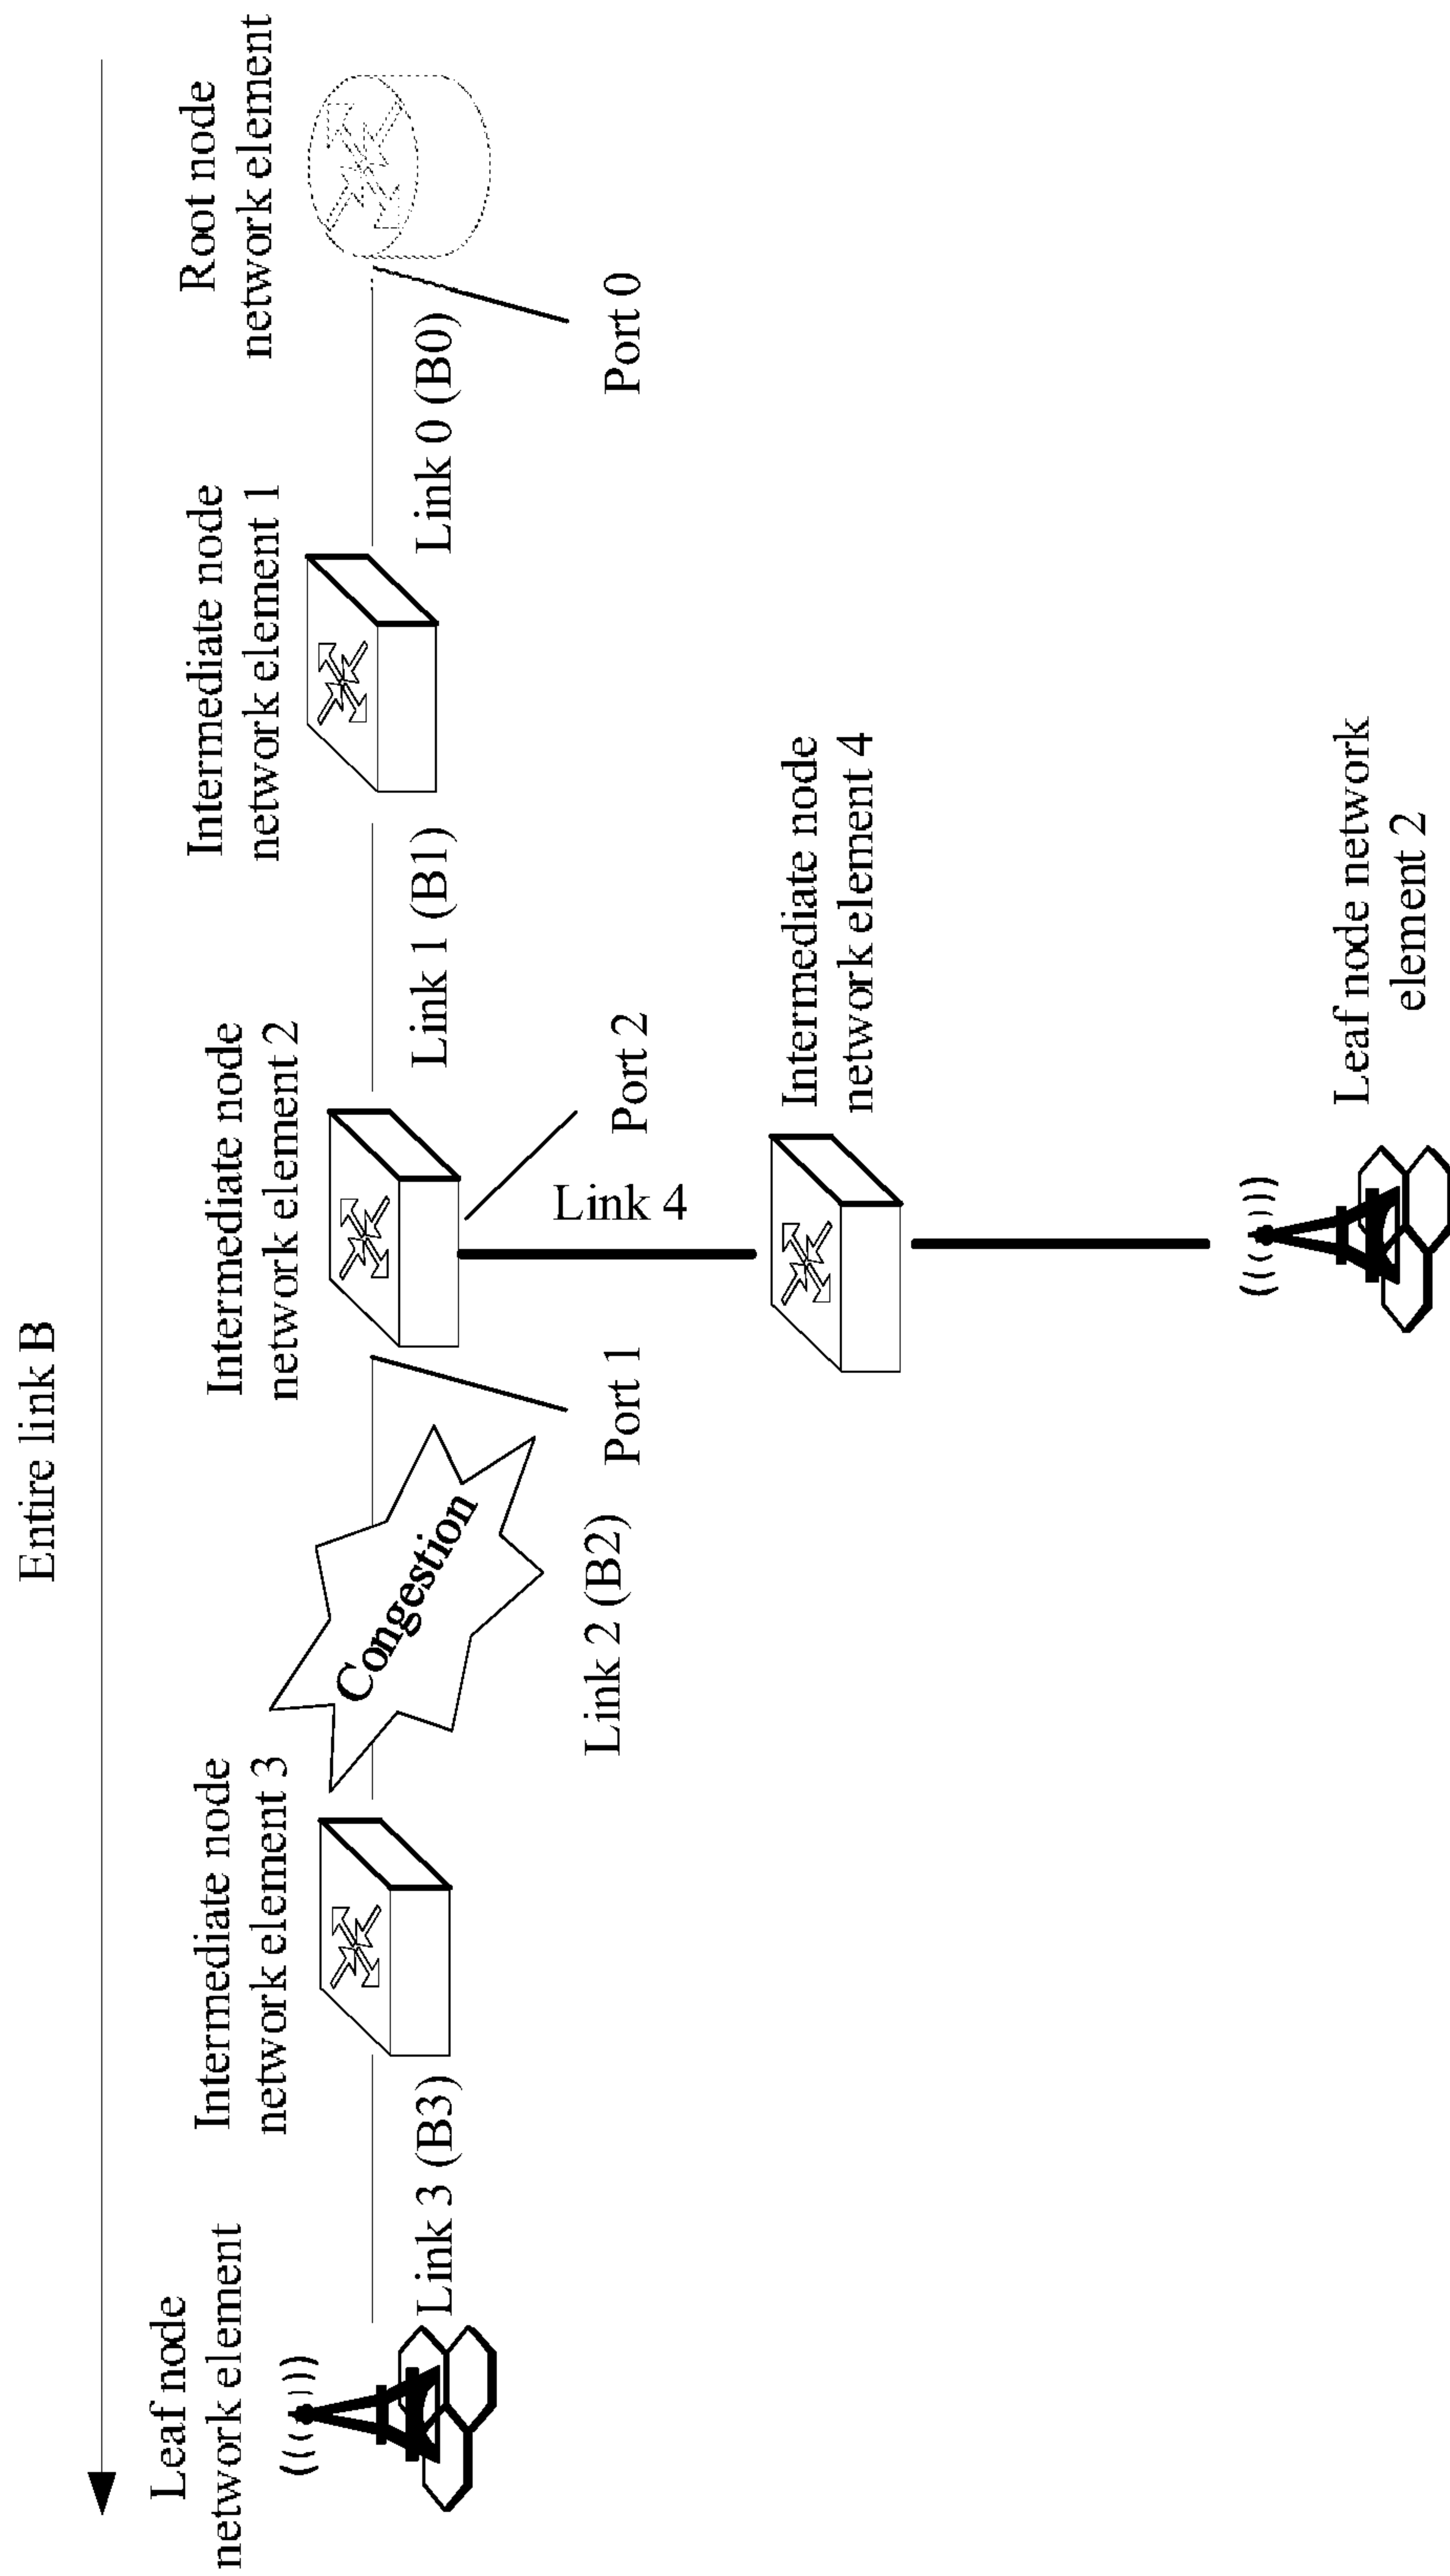 Entire link B
Leaf node
network element
Intermediate node
network element 3
Intermediate node
network element 2
Intermediate node
network element 1
Root node
network element
Link 3 (B3)
Congestion
Link 2 (B2)
Port 1
Link 4
Port 2
Link 1 (B1)
Link 0 (B0)
Port 0
Intermediate node
network element 4
Leaf node network
element 2